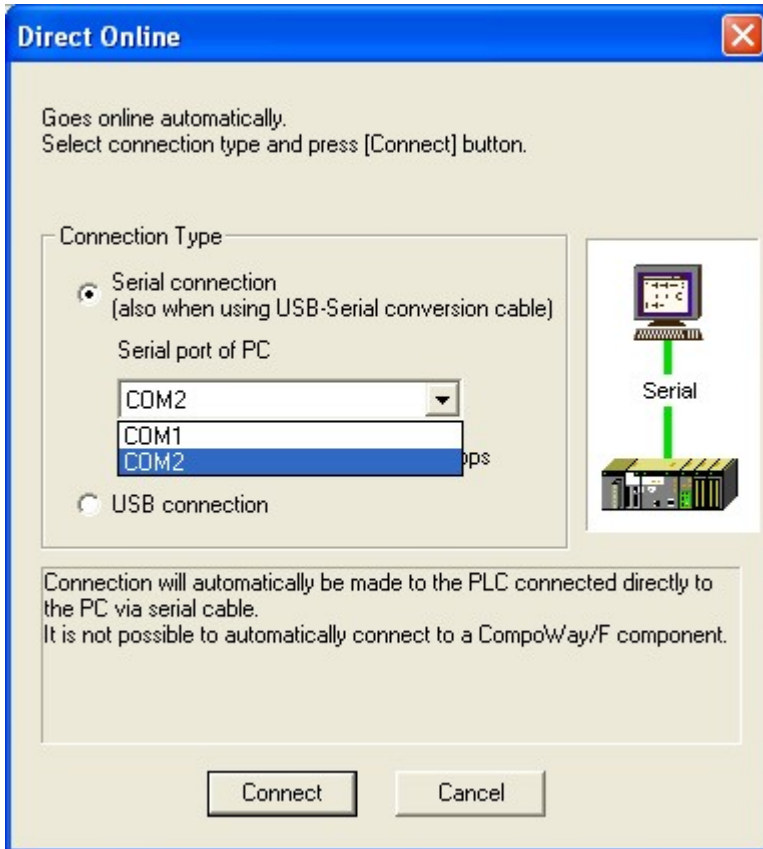 Direct Online
Goes online automatically.
Select connection type and press [Connect] button.
Connection Type
Serial connection
(also when using USB-Serial conversion cable)
Serial port of PC
COM2
COM1
COM2
USB connection
Serial
Connection will automatically be made to the PLC connected directly to
the PC via serial cable.
It is not possible to automatically connect to a CompoWay/F component.
Connect
Cancel